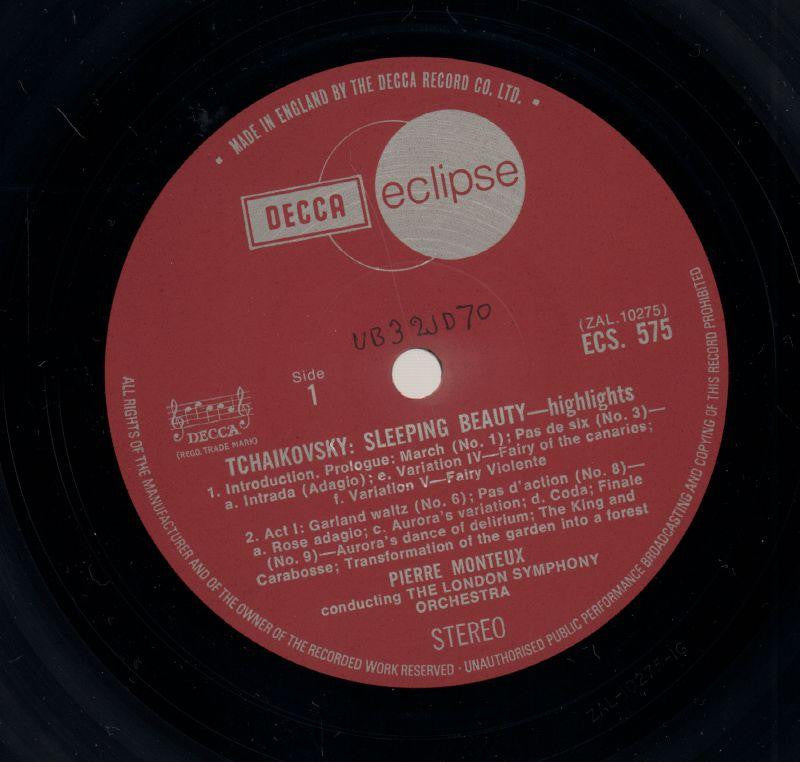 • MADE IN ENGLAND BY THE DECCA RECORD CO. LTD. •
DECCA
eclipse
UB32JD70
(ZAL.10275)
ECS. 575
Side
1
DECCA
(REGD. TRADE MARK)
TCHAIKOVSKY: SLEEPING BEAUTY—highlights
1. Introduction. Prologue: March (No. 1); Pas de six (No. 3)—
a. Intrada (Adagio); e. Variation IV—Fairy of the canaries;
f. Variation V—Fairy Violente
2. Act I: Garland waltz (No. 6); Pas d'action (No. 8)—
a. Rose adagio; c. Aurora's variation; d. Coda; Finale
(No. 9)—Aurora's dance of delirium; The King and
Carabosse; Transformation of the garden into a forest
PIERRE MONTEUX
conducting THE LONDON SYMPHONY
ORCHESTRA
STEREO
ALL RIGHTS OF THE MANUFACTURER AND OF THE OWNER OF THE RECORDED WORK RESERVED · UNAUTHORISED PUBLIC PERFORMANCE BROADCASTING AND COPYING OF THIS RECORD PROHIBITED